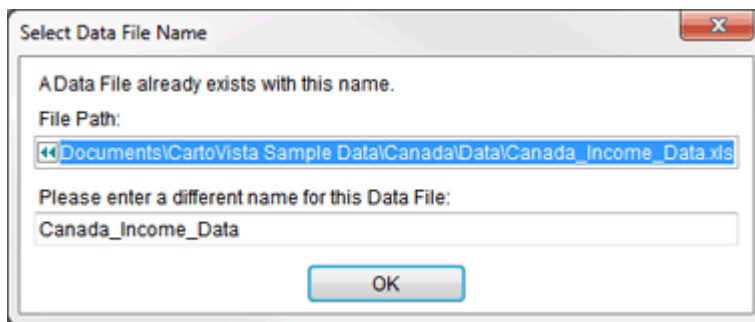 Select Data File Name
A Data File already exists with this name.
File Path:
Documents\CartoVista Sample Data\Canada\Data\Canada_Income_Data.xls
Please enter a different name for this Data File:
Canada_Income_Data
OK